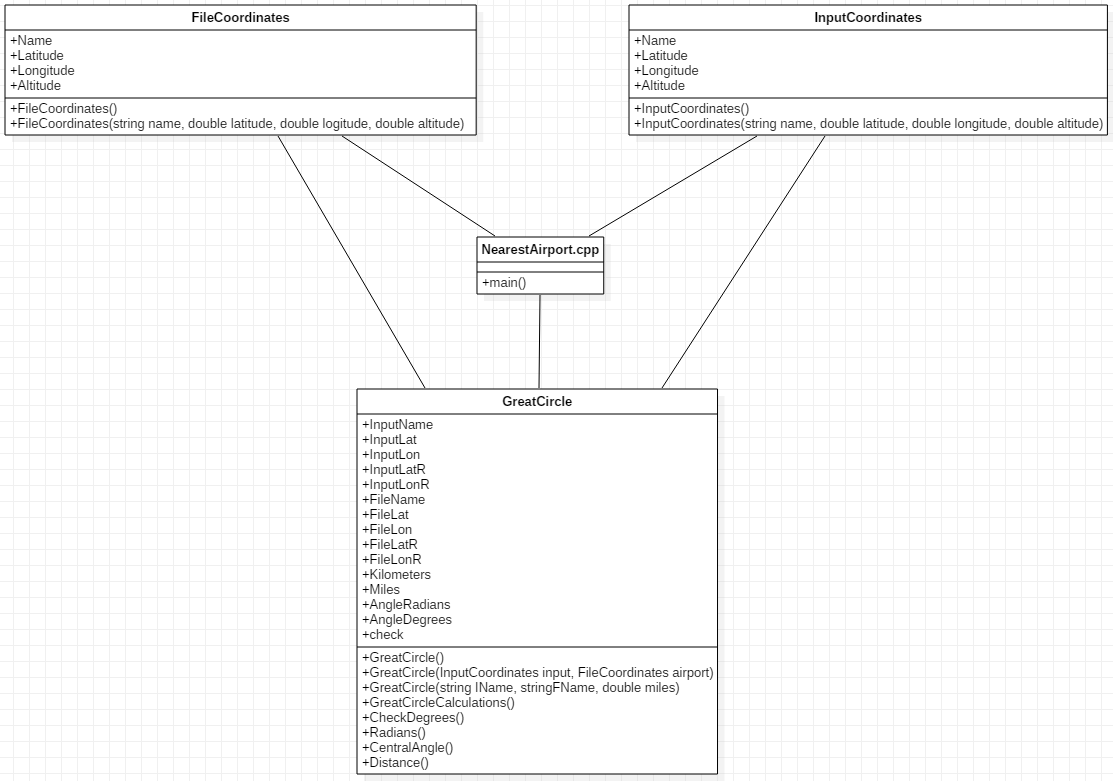 FileCoordinates
+Name
+Latitude
+Longitude
+Altitude
+FileCoordinates()
+FileCoordinates(string name, double latitude, double logitude, double altitude)
InputCoordinates
+Name
+Latitude
+Longitude
+Altitude
+InputCoordinates()
+InputCoordinates(string name, double latitude, double longitude, double altitude)
NearestAirport.cpp
+main()
GreatCircle
+InputName
+InputLat
+InputLon
+InputLatR
+InputLonR
+FileName
+FileLat
+FileLon
+FileLatR
+FileLonR
+Kilometers
+Miles
+AngleRadians
+AngleDegrees
+check
+GreatCircle()
+GreatCircle(InputCoordinates input, FileCoordinates airport)
+GreatCircle(string IName, stringFName, double miles)
+GreatCircleCalculations()
+CheckDegrees()
+Radians()
+CentralAngle()
+Distance()